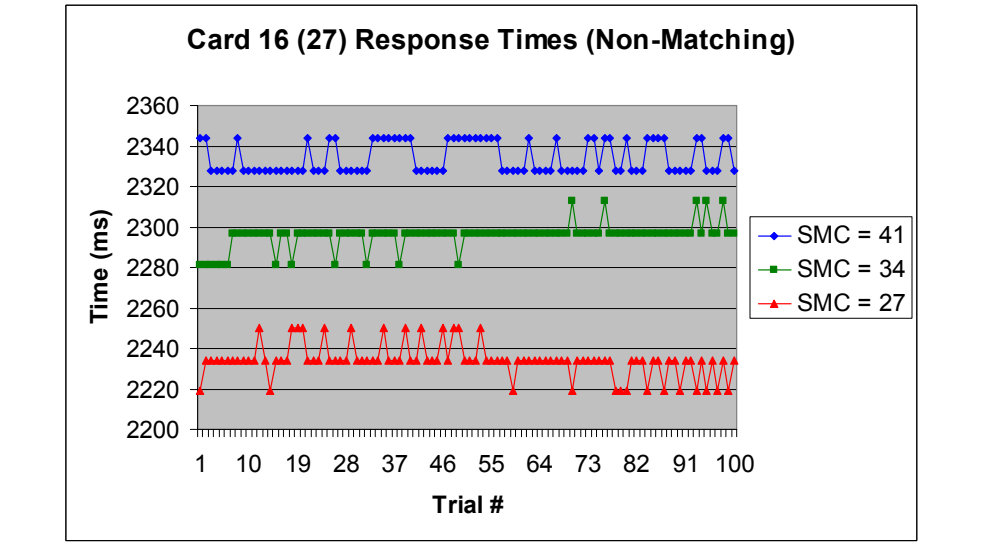 Card 16 (27) Response Times (Non-Matching)
2360
2340
2320
2300
2280
2260
2240
2220
2200
Time (ms)
1 10 19 28 37 46 55 64 73 82 91 100
Trial #
SMC = 41
SMC = 34
SMC = 27